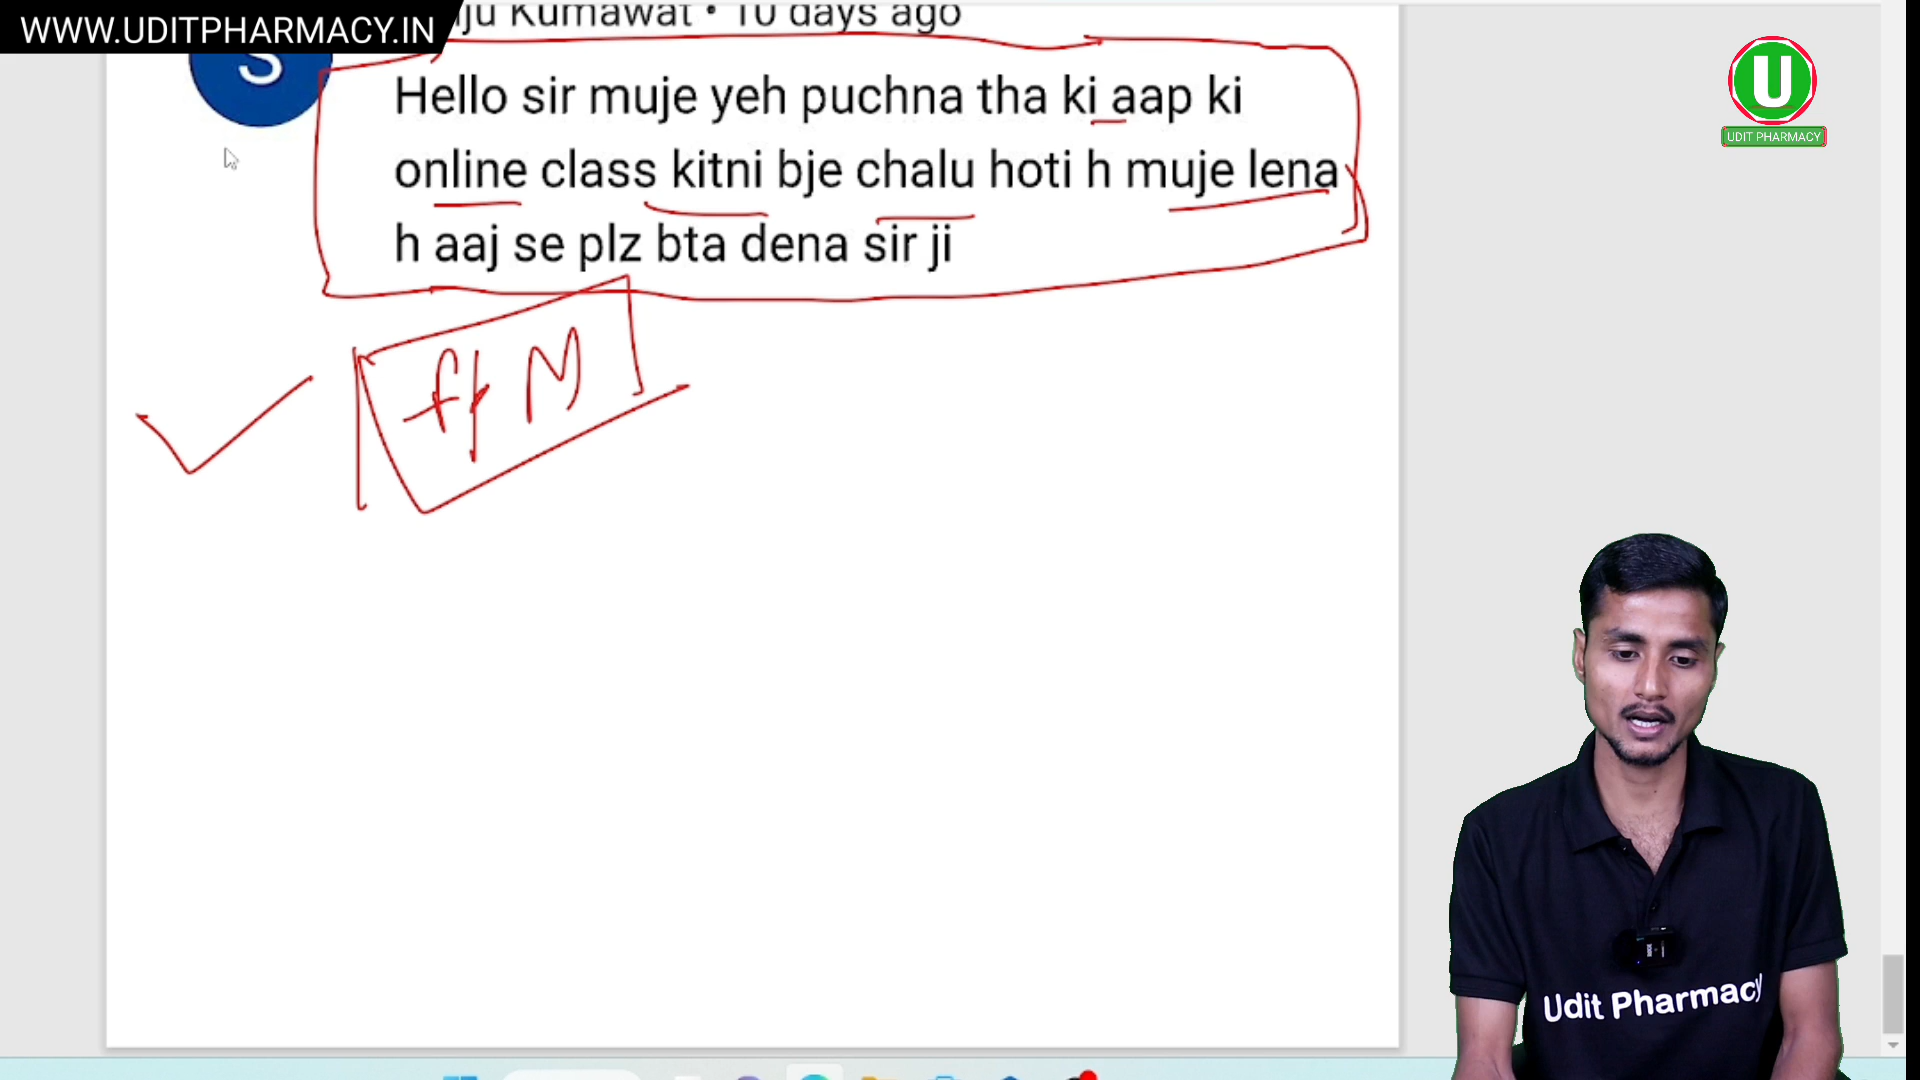 WWW.UDITPHARMACY.IN
Kumawat • 10 days ago
S
Hello sir muje yeh puchna tha ki aap ki
online class kitni bje chalu hoti h muje lena
h aaj se plz bta dena sir ji
U
UDIT PHARMACY
Udit Pharmacy